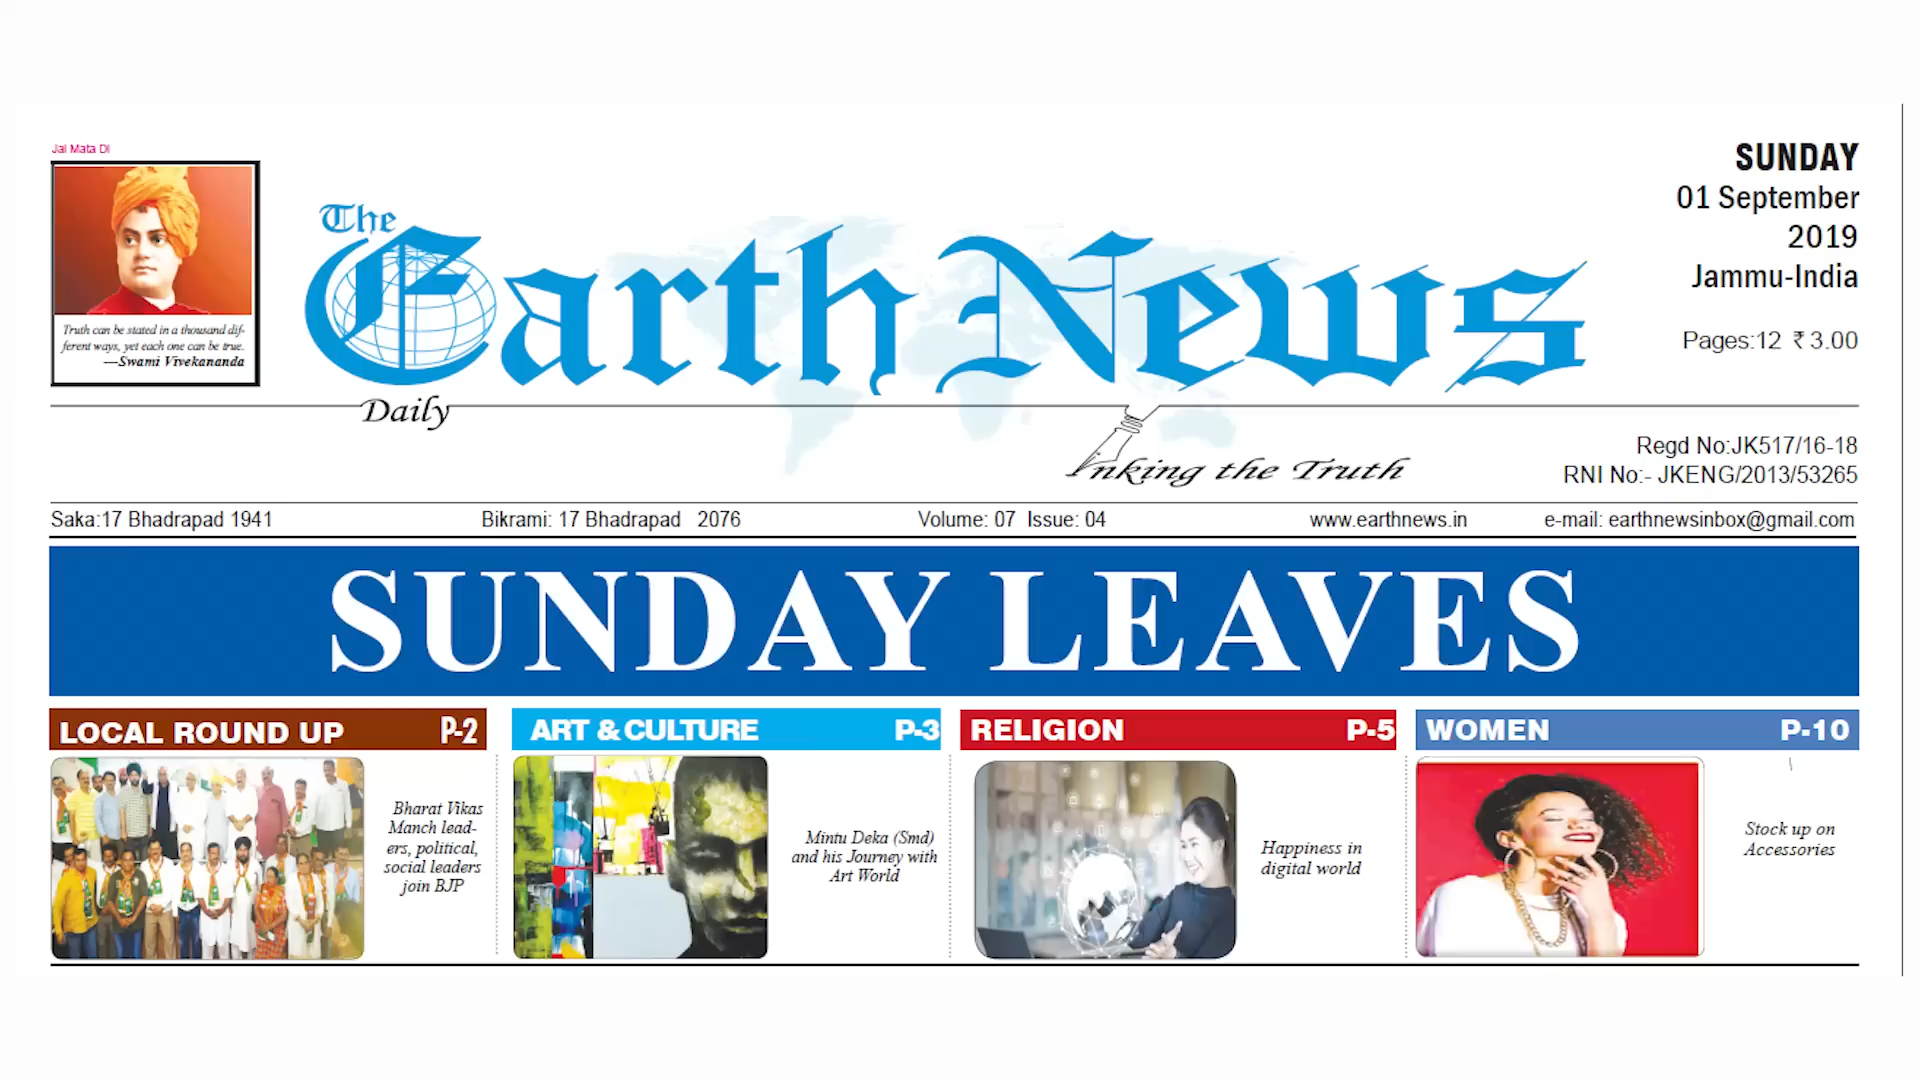 Jai Mata Di
Truth can be stated in a thousand dif-
ferent ways, yet each one can be true.
—Swami Vivekananda
The
Earth News
Daily
Inking the Truth
SUNDAY
01 September
2019
Jammu-India
Pages:12 ₹ 3.00
Regd No:JK517/16-18
RNI No:- JKENG/2013/53265
Saka:17 Bhadrapad 1941
Bikrami: 17 Bhadrapad 2076
Volume: 07 Issue: 04
www.earthnews.in
e-mail: earthnewsinbox@gmail.com
SUNDAY LEAVES
LOCAL ROUND UP P-2
Bharat Vikas
Manch lead-
ers, political,
social leaders
join BJP
ART & CULTURE P-3
Mintu Deka (Smd)
and his Journey with
Art World
RELIGION P-5
Happiness in
digital world
WOMEN P-10
Stock up on
Accessories